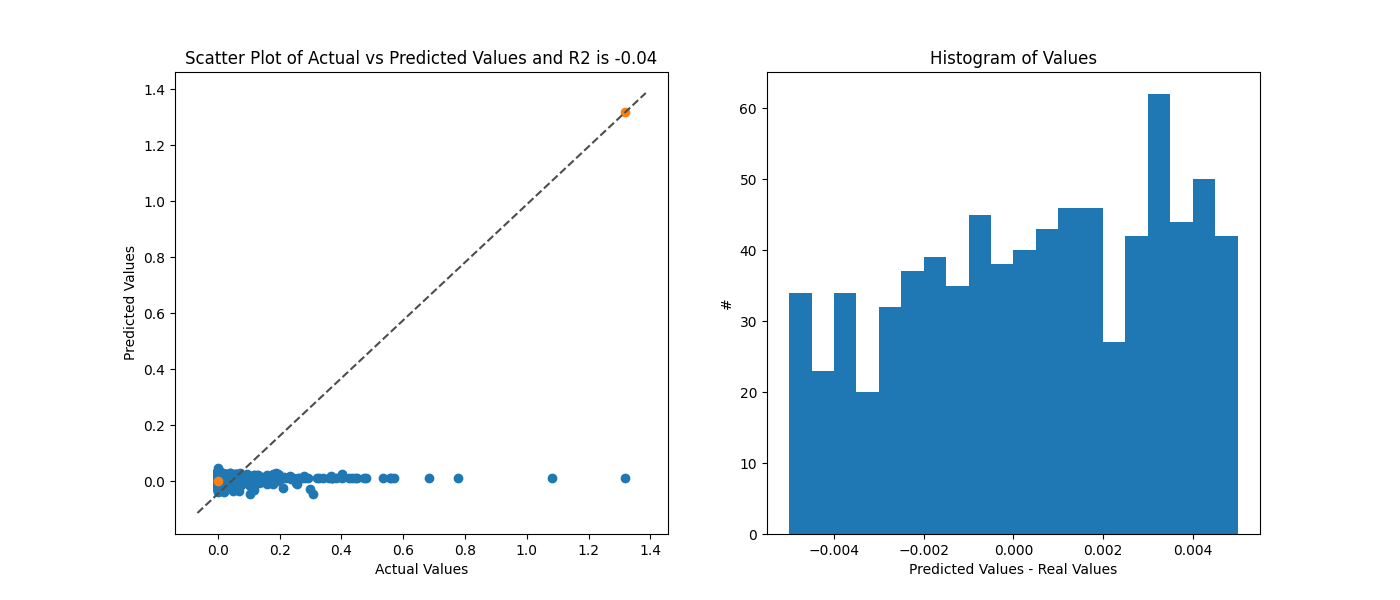 Scatter Plot of Actual vs Predicted Values and R2 is -0.04
1.4
1.2
1.0
0.8
0.6
0.4
0.2
0.0
Predicted Values
0.0 0.2 0.4 0.6 0.8 1.0 1.2 1.4
Actual Values
Histogram of Values
60
50
40
30
20
10
0
#
−0.004 −0.002 0.000 0.002 0.004
Predicted Values - Real Values